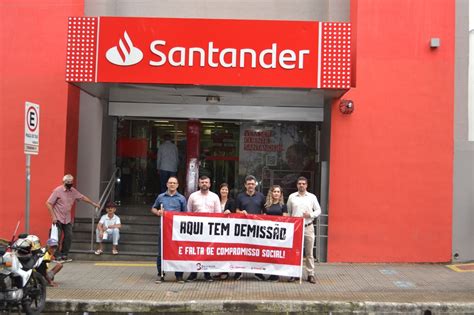 Santander
E
AQUI TEM DEMISSÃO
E FALTA DE COMPROMISSO SOCIAL!